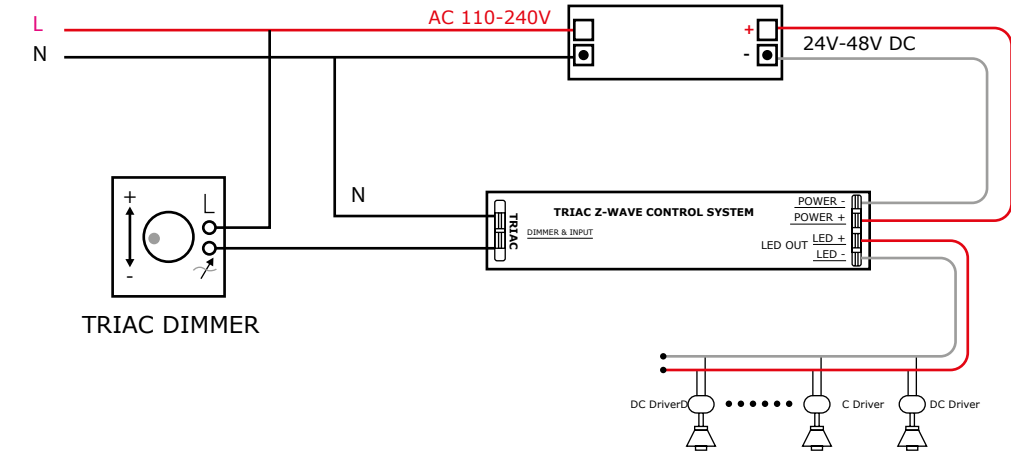 L
AC 110-240V
N
+
-
24V-48V DC
+
L
-
TRIAC DIMMER
N
TRIAC
TRIAC Z-WAVE CONTROL SYSTEM
DIMMER & INPUT
POWER -
POWER +
LED OUT LED +
LED -
DC DriverD
C Driver
DC Driver